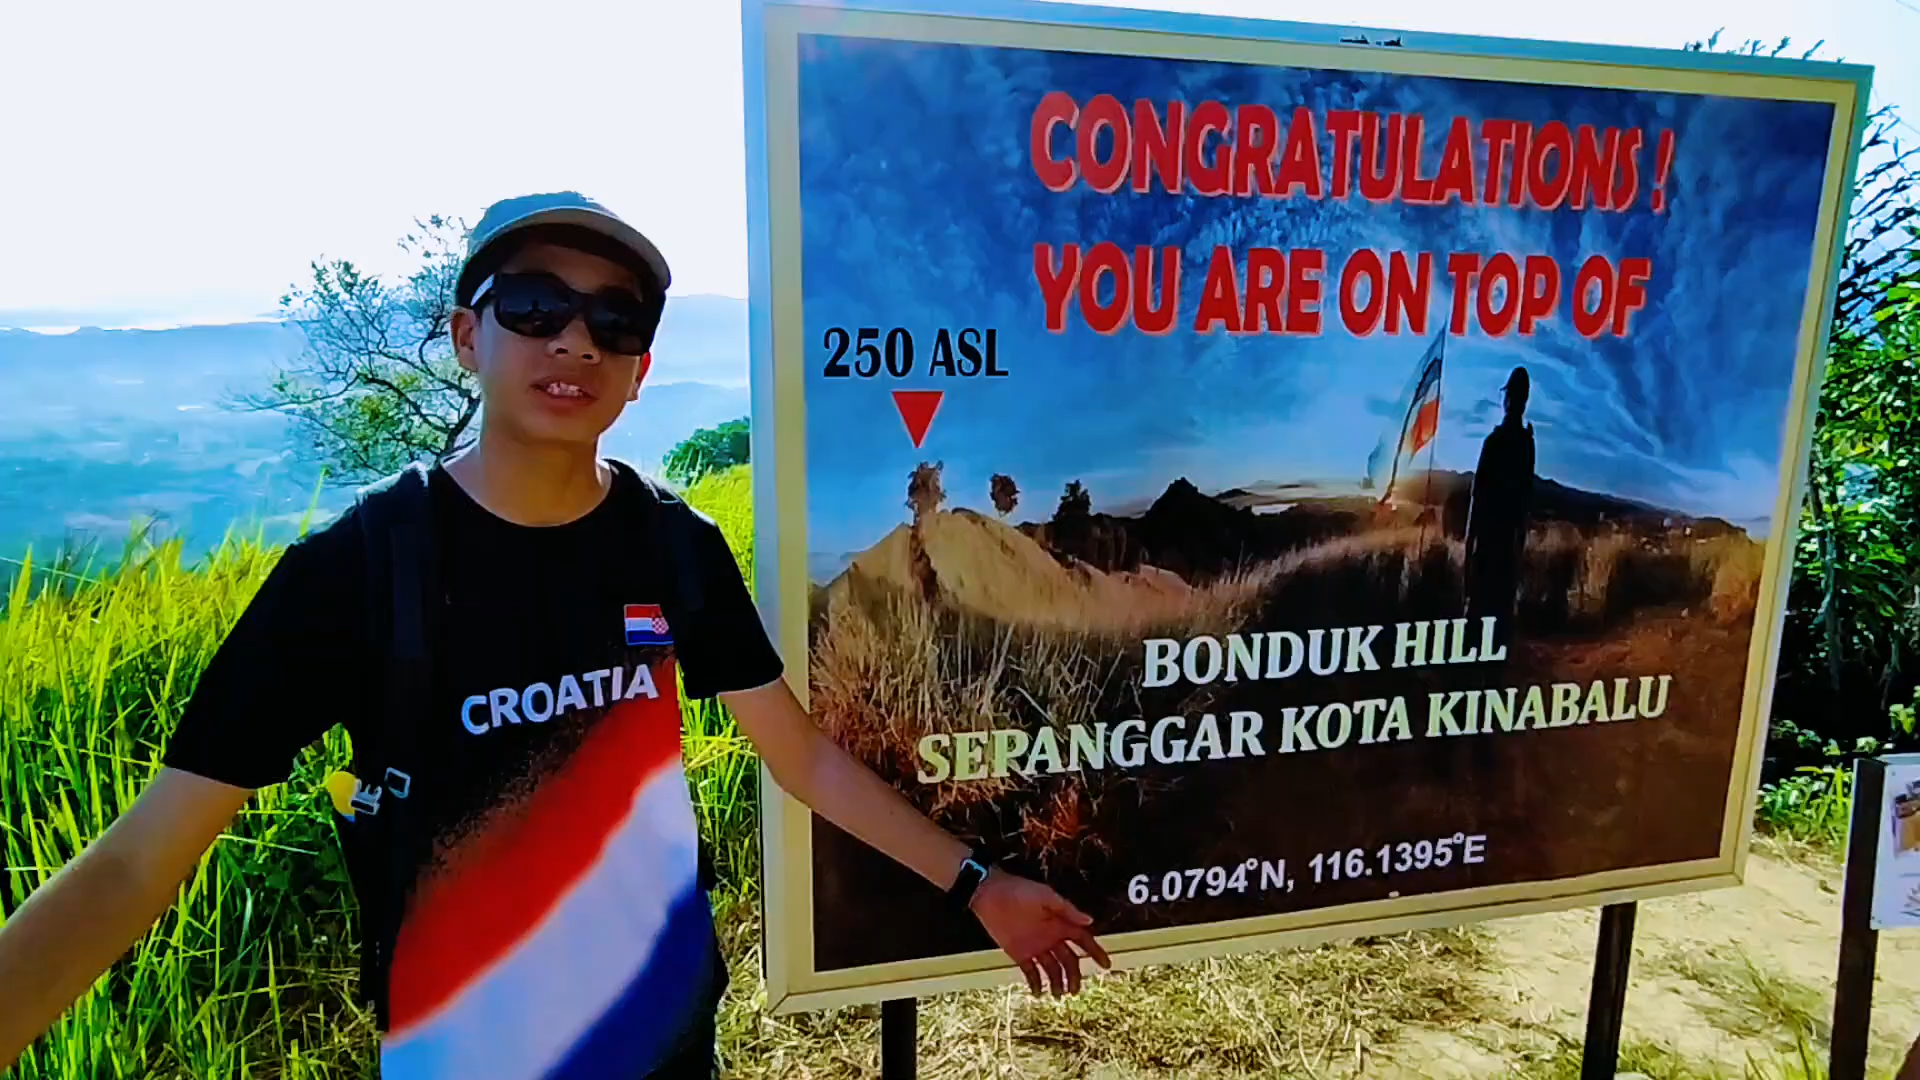 CONGRATULATIONS !
YOU ARE ON TOP OF
250 ASL
BONDUK HILL
SEPANGGAR KOTA KINABALU
6.0794°N, 116.1395°E
CROATIA